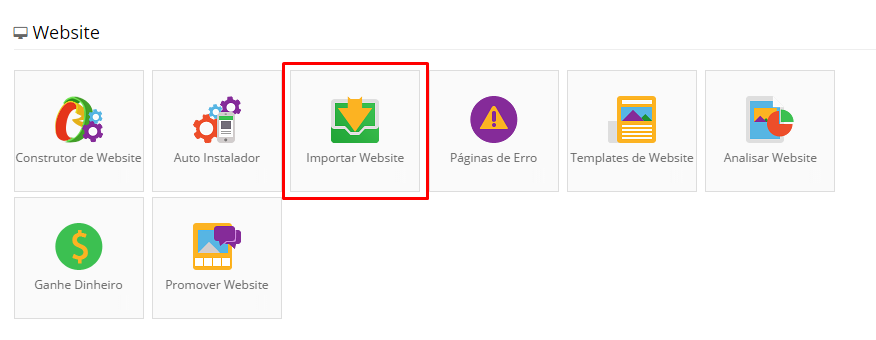 Website
Construtor de Website
Auto Instalador
Importar Website
Páginas de Erro
Templates de Website
Analisar Website
$
Ganhe Dinheiro
Promover Website